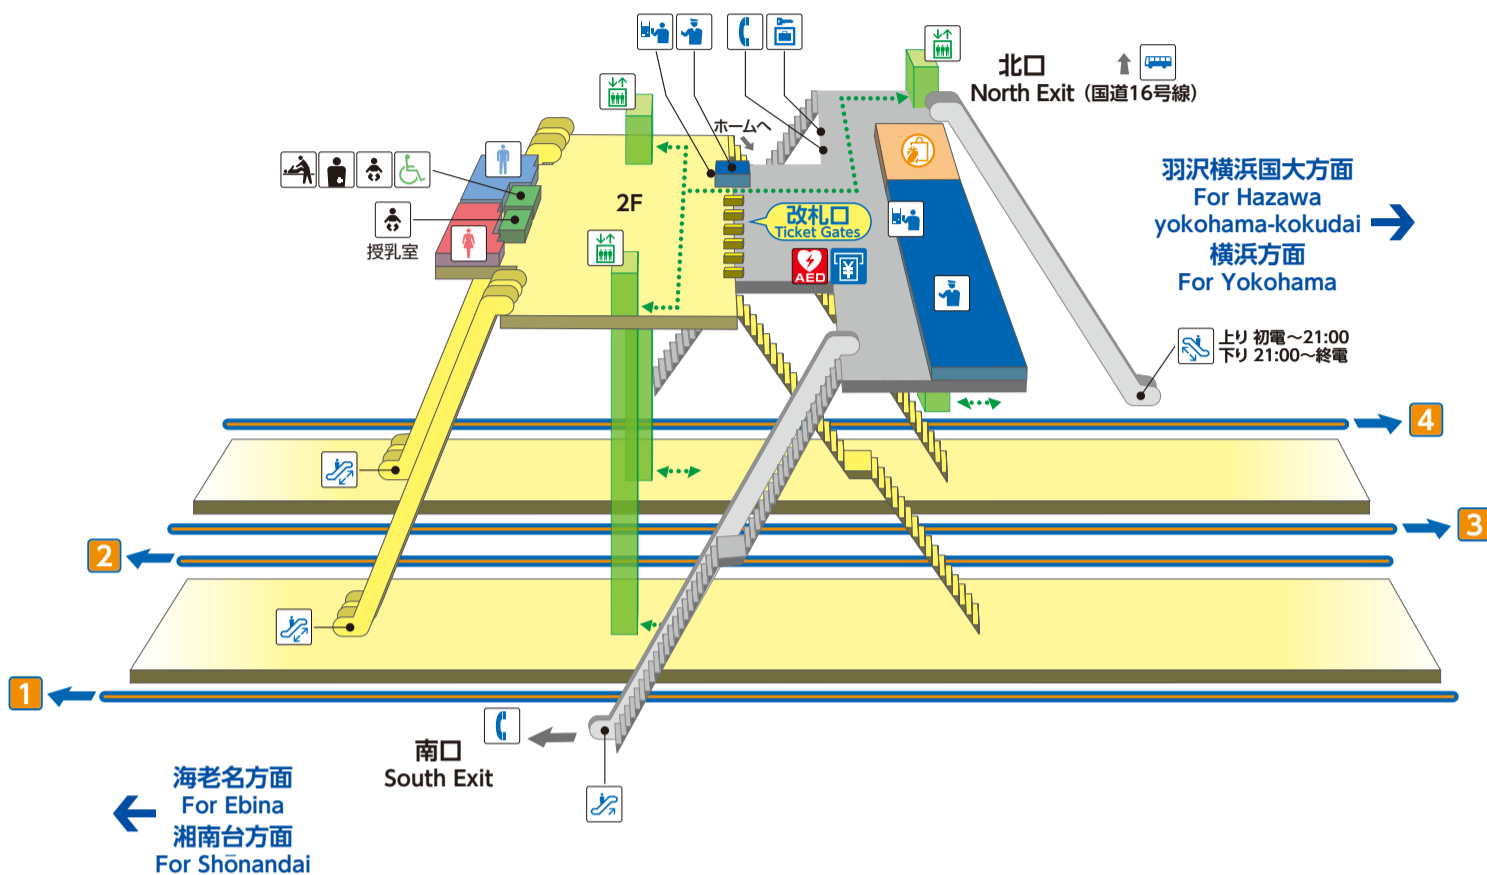 北口
North Exit（国道16号線）
ホームへ
羽沢横浜国大方面
For Hazawa
yokohama-kokudai
横浜方面
For Yokohama
2F
改札口
Ticket Gates
授乳室
AED
¥
上り 初電～21:00
下り 21:00～終電
4
3
2
1
南口
South Exit
海老名方面
For Ebina
湘南台方面
For Shōnandai